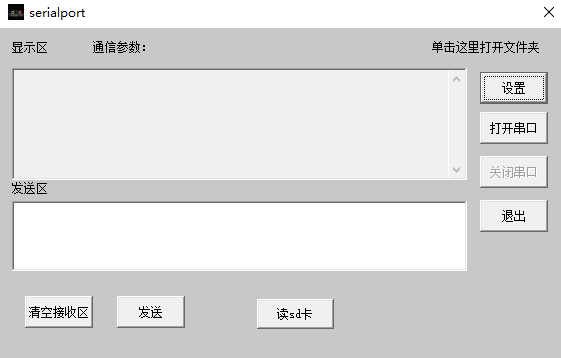 serialport
显示区 通信参数: 单击这里打开文件夹
设置
打开串口
关闭串口
发送区
退出
清空接收区 发送 读sd卡